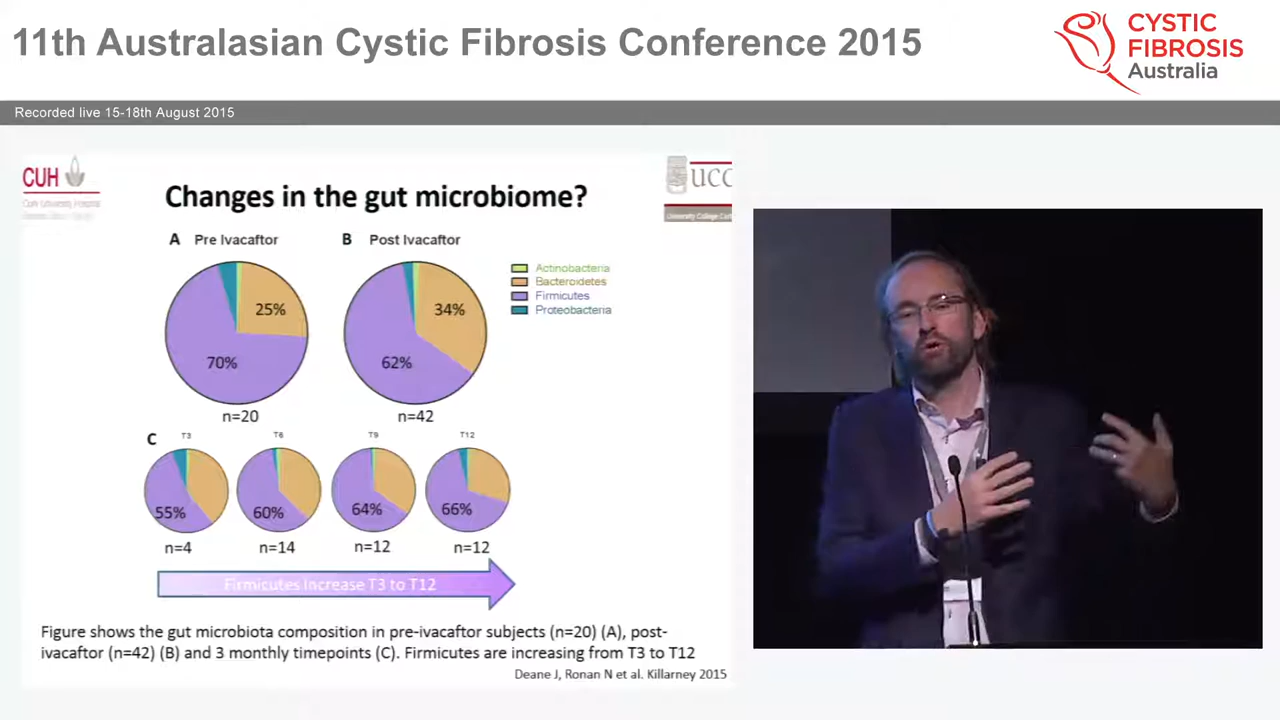 11th Australasian Cystic Fibrosis Conference 2015
CYSTIC
FIBROSIS
Australia
Recorded live 15-18th August 2015
CUH
UCC
Changes in the gut microbiome?
A Pre Ivacaftor
B Post Ivacaftor
Actinobacteria
Bacteroidetes
Firmicutes
Proteobacteria
25%
70%
34%
62%
n=20
n=42
C
T3
T6
T9
T12
55%
60%
64%
66%
n=4
n=14
n=12
n=12
Firmicutes Increase T3 to T12
Figure shows the gut microbiota composition in pre-ivacaftor subjects (n=20) (A), post-
ivacaftor (n=42) (B) and 3 monthly timepoints (C). Firmicutes are increasing from T3 to T12
Deane J, Ronan N et al. Killarney 2015